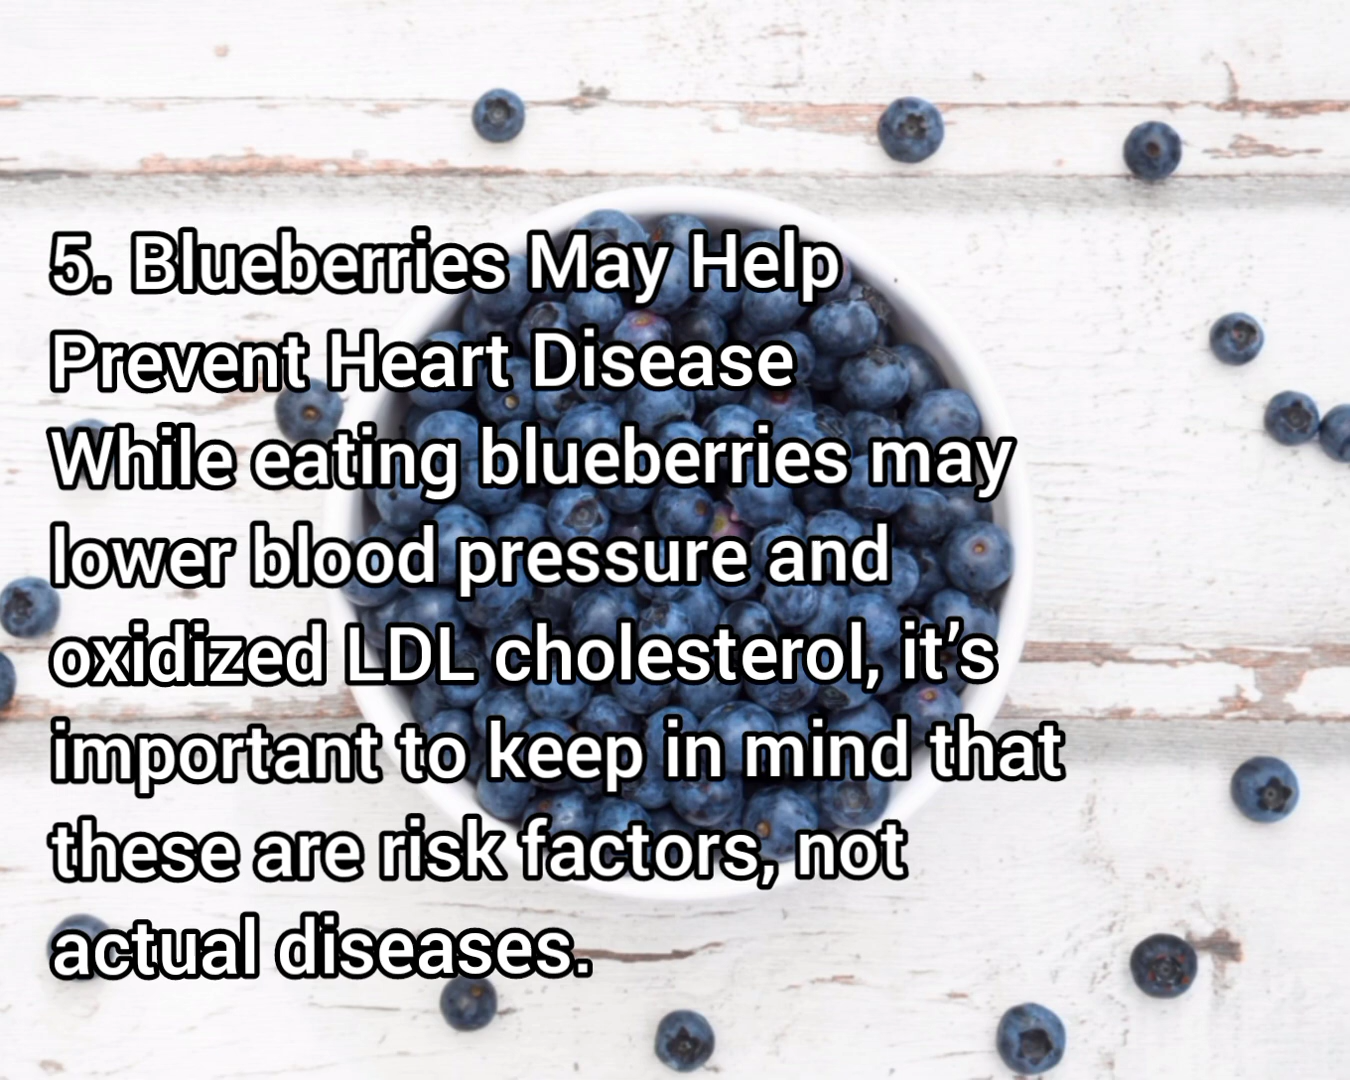 5. Blueberries May Help
Prevent Heart Disease
While eating blueberries may
lower blood pressure and
oxidized LDL cholesterol, it’s
important to keep in mind that
these are risk factors, not
actual diseases.